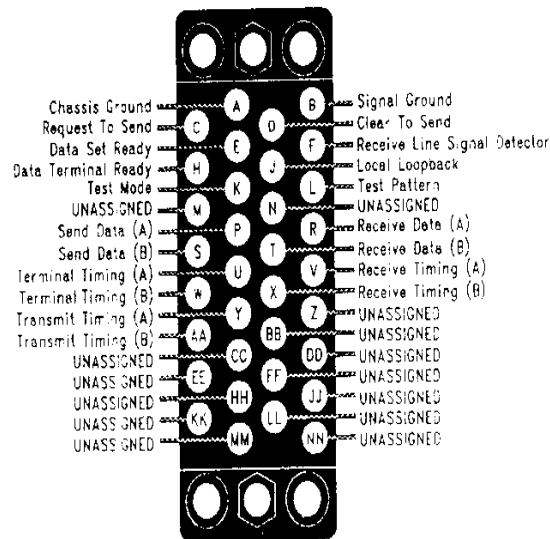 Chassis Ground A B Signal Ground
Request To Send C D Clear To Send
Data Set Ready E F Receive Line Signal Detector
Data Terminal Ready H J Local Loopback
Test Mode K L Test Pattern
UNASSIGNED M N UNASSIGNED
Send Data (A) P R Receive Data (A)
Send Data (B) S T Receive Data (B)
Terminal Timing (A) U V Receive Timing (A)
Terminal Timing (B) W X Receive Timing (B)
Transmit Timing (A) Y Z UNASSIGNED
Transmit Timing (B) AA BB UNASSIGNED
UNASSIGNED CC DD UNASSIGNED
UNASSIGNED EE FF UNASSIGNED
UNASSIGNED HH JJ UNASSIGNED
UNASSIGNED KK LL UNASSIGNED
UNASSIGNED MM NN UNASSIGNED